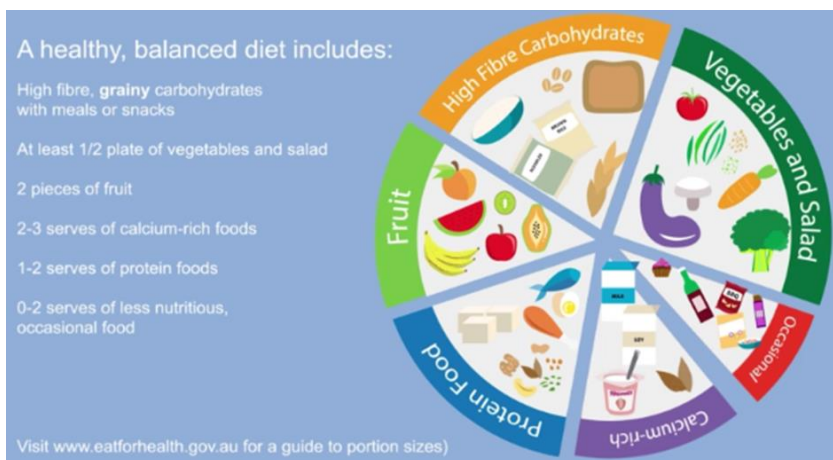 A healthy, balanced diet includes:
High fibre, grainy carbohydrates
with meals or snacks
At least 1/2 plate of vegetables and salad
2 pieces of fruit
2-3 serves of calcium-rich foods
1-2 serves of protein foods
0-2 serves of less nutritious,
occasional food
Visit www.eatforhealth.gov.au for a guide to portion sizes)
High Fibre Carbohydrates
Vegetables and Salad
Fruit
Protein Food
Calcium-rich
Occasional
MILK
SOY